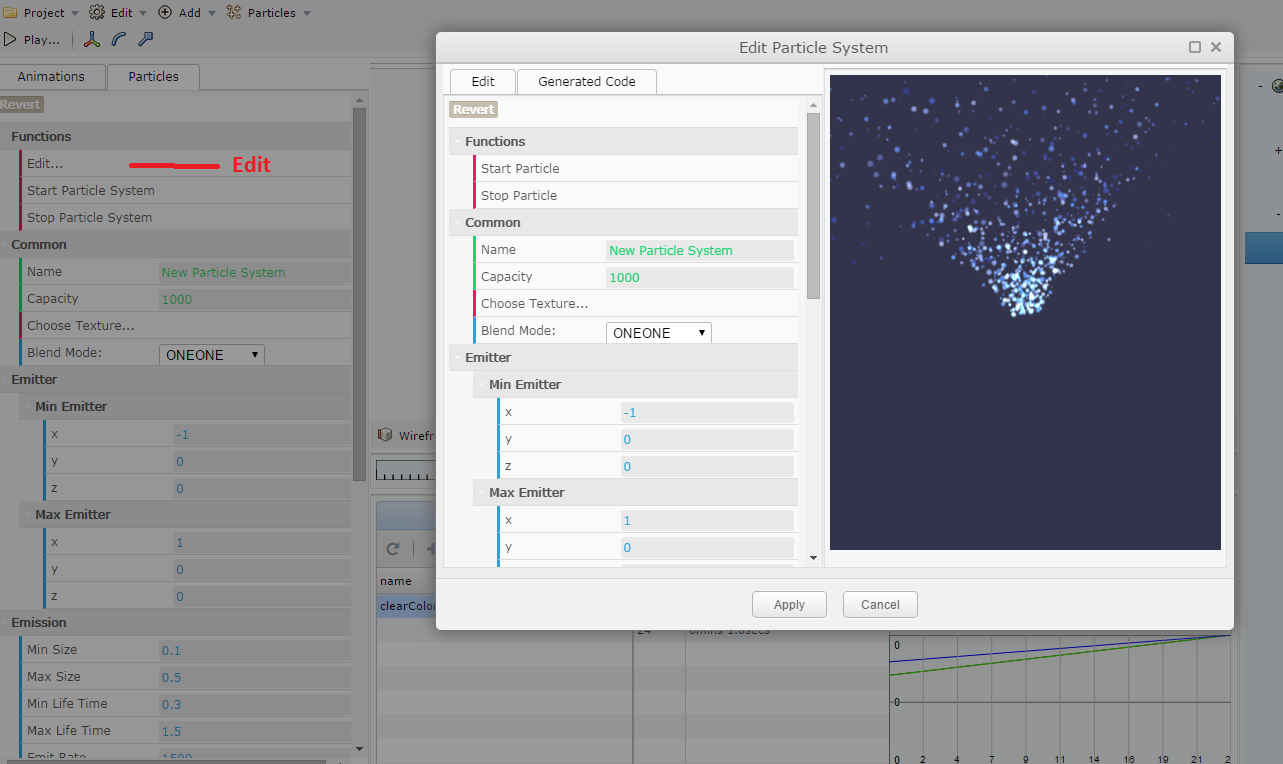 Project Edit Add Particles
Play...
Animations Particles
Revert
Functions
Edit... Edit
Start Particle System
Stop Particle System
Common
Name New Particle System
Capacity 1000
Choose Texture...
Blend Mode: ONEONE
Emitter
Min Emitter
x -1
y 0
z 0
Max Emitter
x 1
y 0
z 0
Emission
Min Size 0.1
Max Size 0.5
Min Life Time 0.3
Max Life Time 1.5
Emit Rate 1500
Edit Particle System
Edit Generated Code
Revert
Functions
Start Particle
Stop Particle
Common
Name New Particle System
Capacity 1000
Choose Texture...
Blend Mode: ONEONE
Emitter
Min Emitter
x -1
y 0
z 0
Max Emitter
x 1
y 0
Apply Cancel
- 
+
-
Wirefr
name
clearColo
24 0mins 1.0secs
0
0
0 2 4 7 9 11 14 16 19 21 2